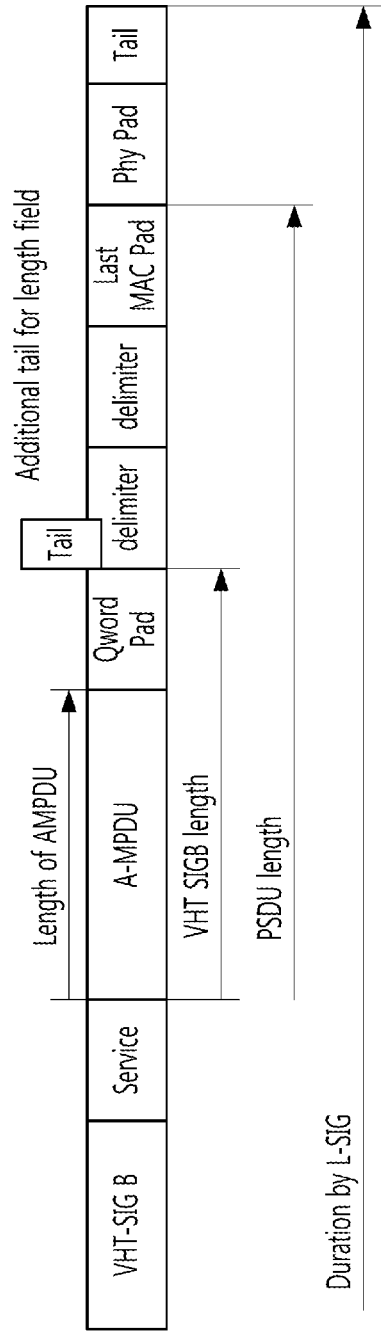 Additional tail for length field
Length of AMPDU
Tail
VHT-SIG B
Service
A-MPDU
Qword
Pad
delimiter
delimiter
Last
MAC Pad
Phy Pad
Tail
VHT SIGB length
PSDU length
Duration by L-SIG